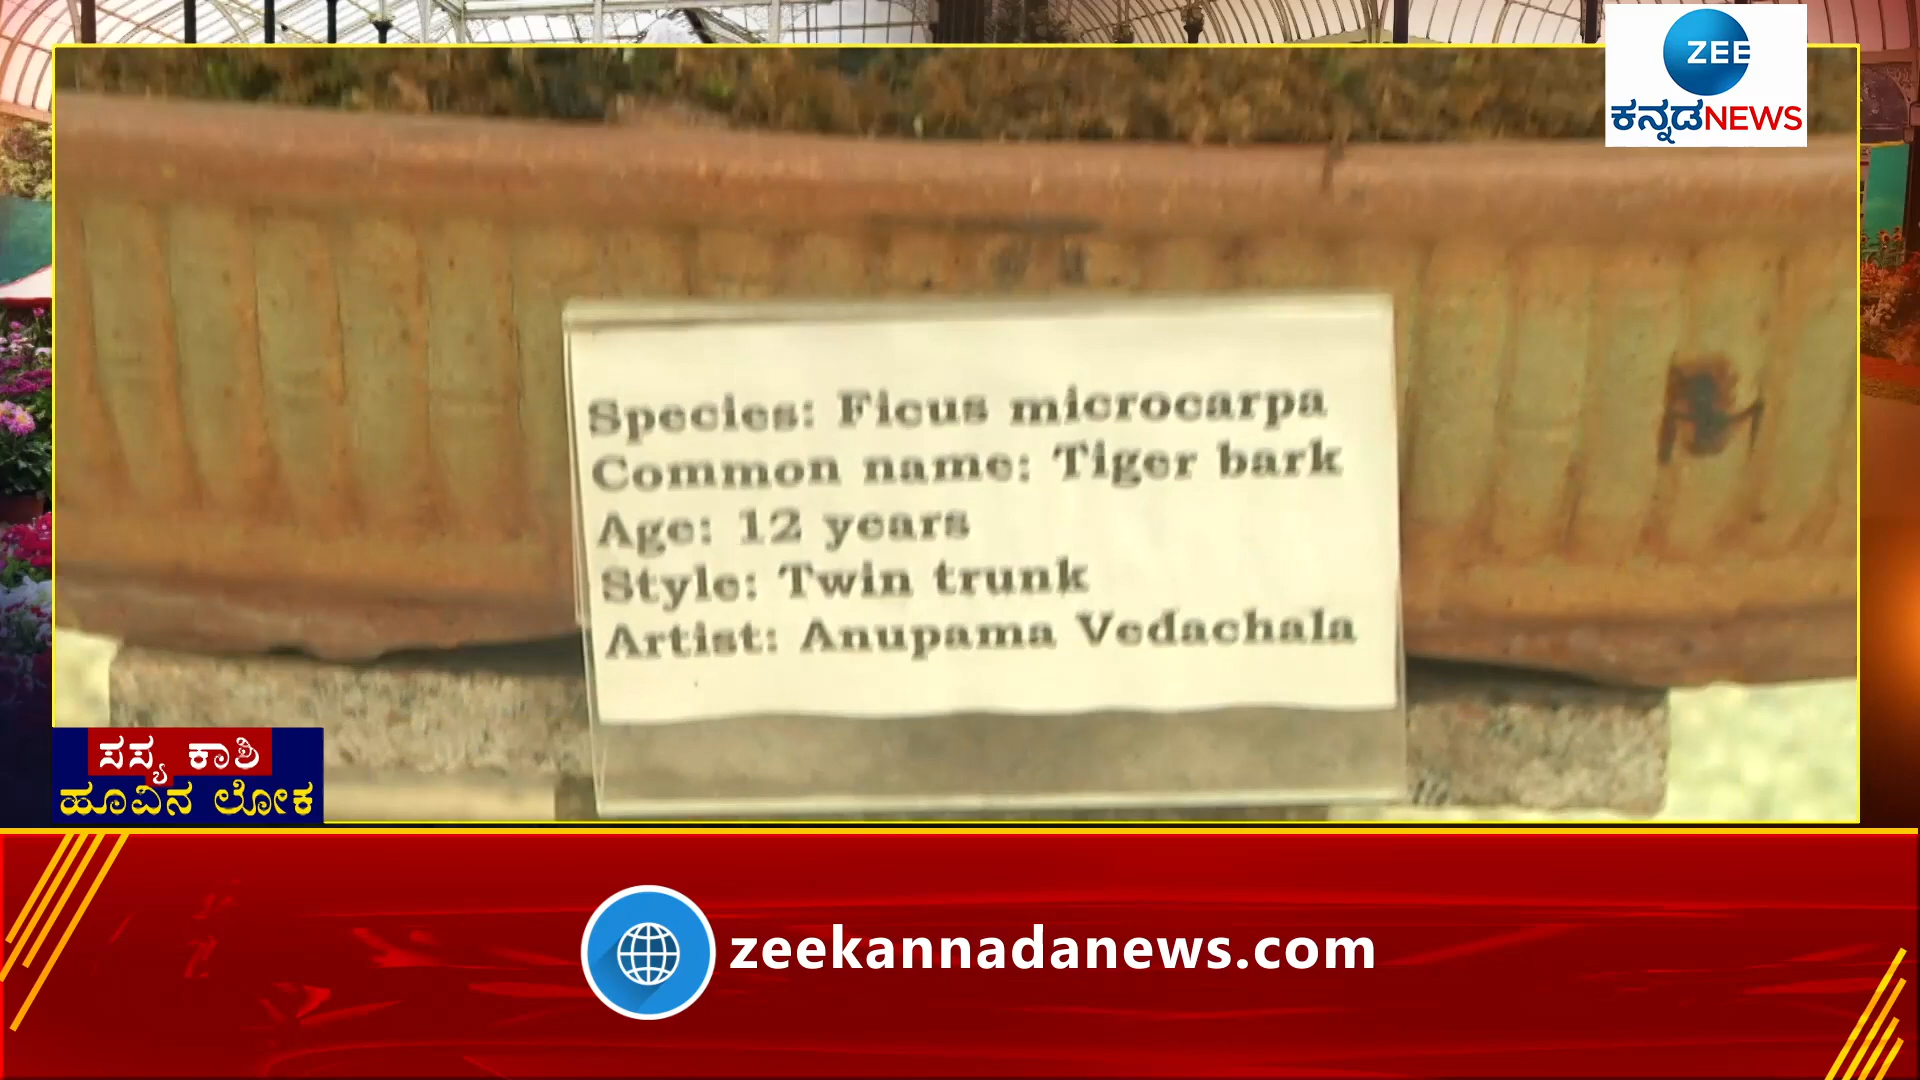 ZEE
ಕನ್ನಡNEWS
Species: Ficus microcarpa
Common name: Tiger bark
Age: 12 years
Style: Twin trunk
Artist: Anupama Vedachala
ಸಸ್ಯ ಕಾಶಿ
ಹೂವಿನ ಲೋಕ
zeekannadanews.com